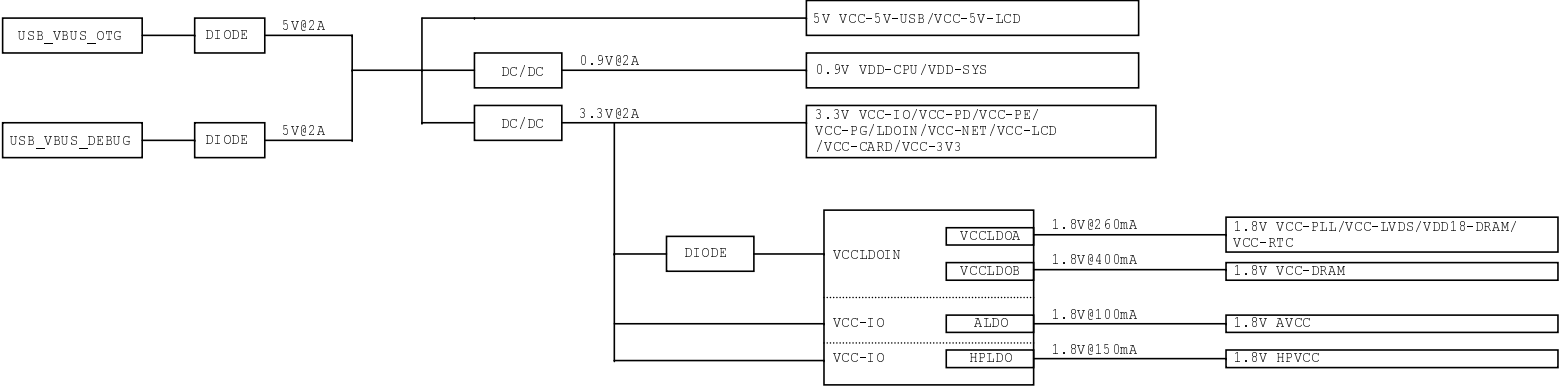 USB_VBUS_OTG
DIODE
5V@2A
5V VCC-5V-USB/VCC-5V-LCD
DC/DC
0.9V@2A
0.9V VDD-CPU/VDD-SYS
USB_VBUS_DEBUG
DIODE
5V@2A
DC/DC
3.3V@2A
3.3V VCC-IO/VCC-PD/VCC-PE/
VCC-PG/LDOIN/VCC-NET/VCC-LCD
/VCC-CARD/VCC-3V3
DIODE
VCCLDOIN
VCCLDOA
1.8V@260mA
1.8V VCC-PLL/VCC-LVDS/VDD18-DRAM/
VCC-RTC
VCCLDOB
1.8V@400mA
1.8V VCC-DRAM
VCC-IO
ALDO
1.8V@100mA
1.8V AVCC
VCC-IO
HPLDO
1.8V@150mA
1.8V HPVCC